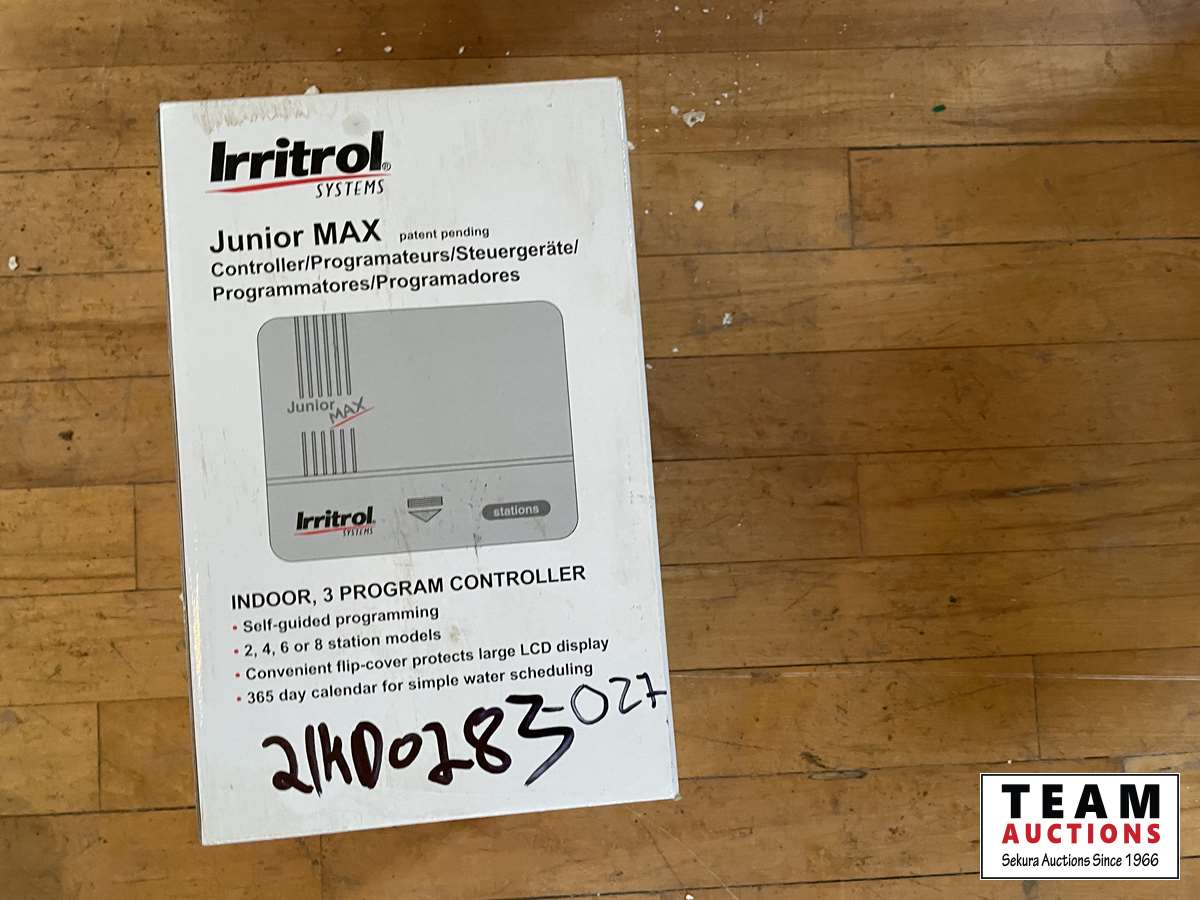 Irritrol®
SYSTEMS
Junior MAX patent pending
Controller/Programateurs/Steuergeräte/
Programmatores/Programadores
Junior MAX
Irritrol
SYSTEMS
stations
INDOOR, 3 PROGRAM CONTROLLER
• Self-guided programming
• 2, 4, 6 or 8 station models
• Convenient flip-cover protects large LCD display
• 365 day calendar for simple water scheduling
21KD0283-027
TEAM
AUCTIONS
Sekura Auctions Since 1966